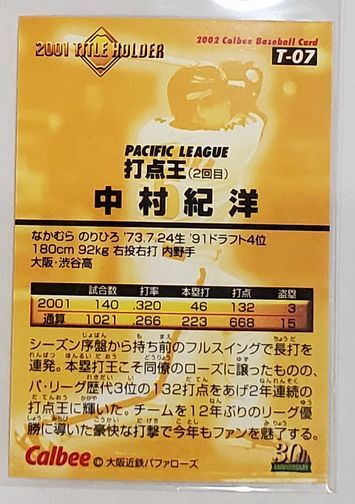 2001 TITLE HOLDER
2002 Calbee Baseball Card
T-07
PACIFIC LEAGUE
打点王(2回目)
中村紀洋
なかむら のりひろ '73.7.24生 '91ドラフト4位
180cm 92kg 右投右打 内野手
大阪・渋谷高
試合数 打率 本塁打 打点 盗塁
2001 140 .320 46 132 3
通算 1021 .266 223 668 15
シーズン序盤から持ち前のフルスイングで長打
を連発。本塁打王こそ同僚のローズに譲ったものの、
パ・リーグ歴代3位の132打点をあげ2年連続の
打点王に輝いた。チームを12年ぶりのリーグ優
勝に導いた豪快な打撃で今年もファンを魅了する。
Calbee © 大阪近鉄バファローズ
30th
ANNIVERSARY